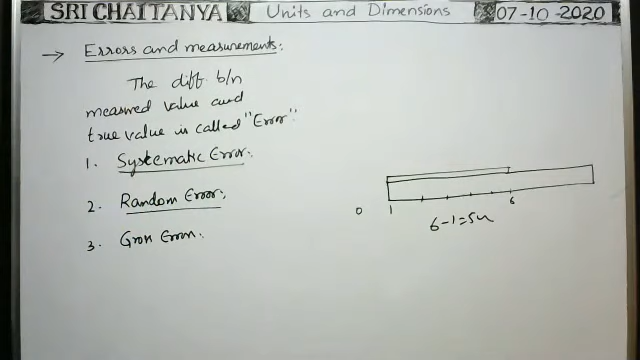 SRI CHAITANYA Units and Dimensions 07-10-2020
→ Errors and measurements:
The diff b/n
measured value and
true value is called "Error".
1. Systematic Error:
2. Random Error:
3. Gross Error:
0 1 6
6-1=5